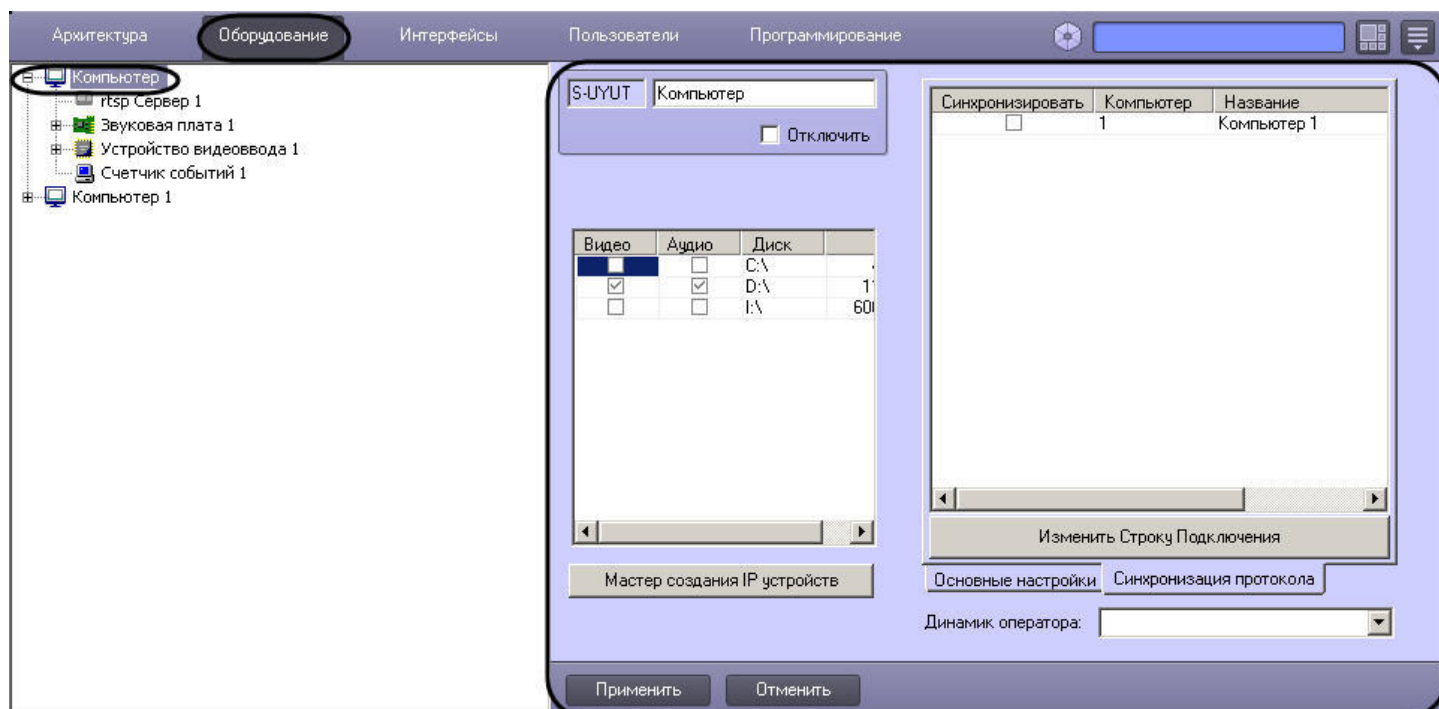 Архитектура Оборудование Интерфейсы Пользователи Программирование
Компьютер
rtsp Сервер 1
Звуковая плата 1
Устройство видеоввода 1
Счетчик событий 1
Компьютер 1
S-UYUT Компьютер
Отключить
Видео Аудио Диск
C:\
D:\ 11
I:\ 600
Мастер создания IP устройств
Синхронизировать Компьютер Название
1 Компьютер 1
Изменить Строку Подключения
Основные настройки Синхронизация протокола
Динамик оператора:
Применить Отменить